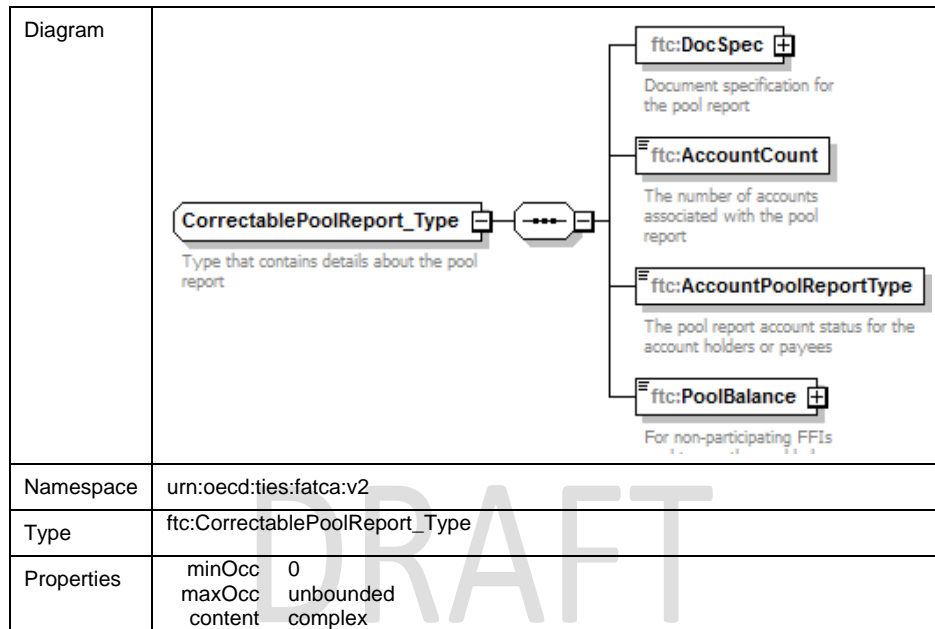 Diagram
ftc:DocSpec
Document specification for
the pool report
ftc:AccountCount
The number of accounts
associated with the pool
report
CorrectablePoolReport_Type
Type that contains details about the pool
report
ftc:AccountPoolReportType
The pool report account status for the
account holders or payees
ftc:PoolBalance
For non-participating FFIs
Namespace urn:oecd:ties:fatca:v2
Type ftc:CorrectablePoolReport_Type
Properties minOcc 0
maxOcc unbounded
content complex
DRAFT